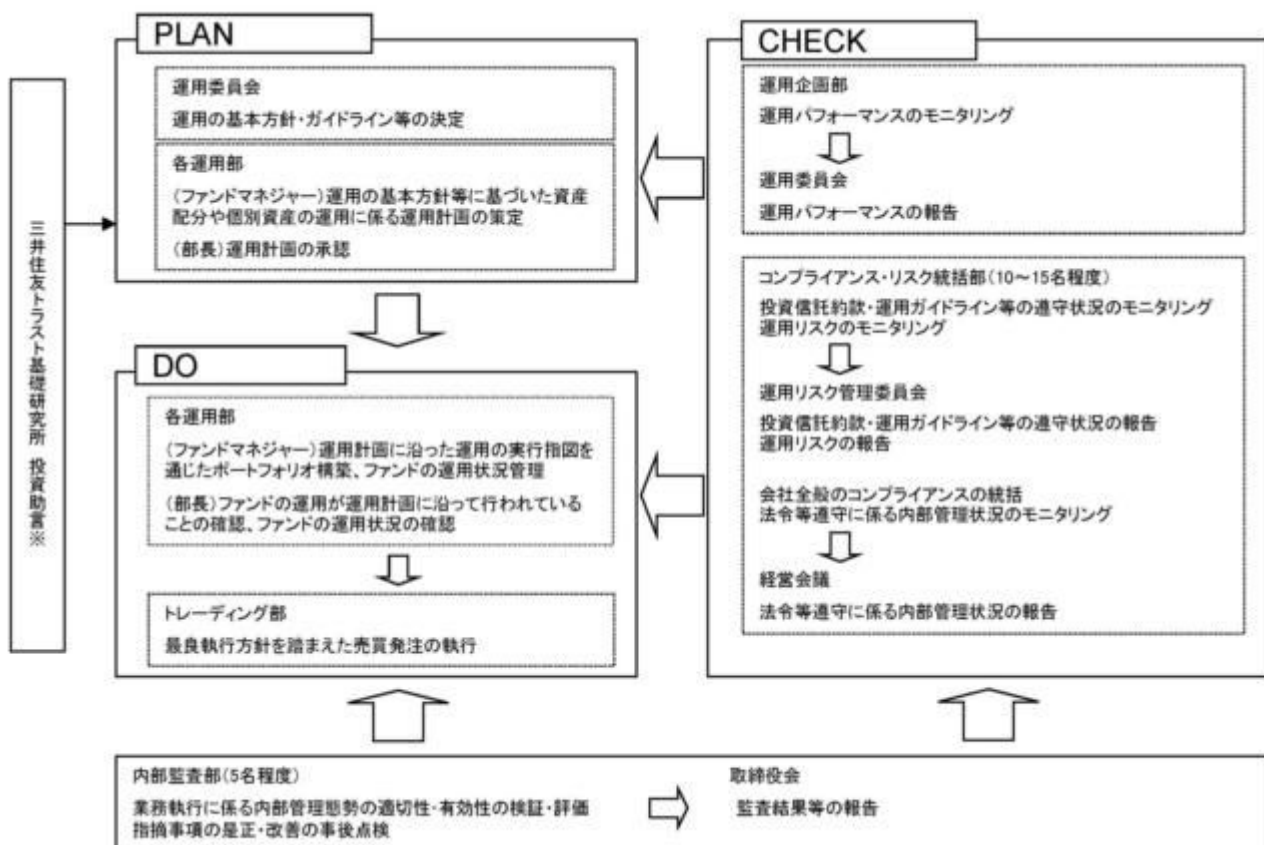 三井住友トラスト基礎研究所 投資助言※
PLAN
運用委員会
運用の基本方針・ガイドライン等の決定
各運用部
(ファンドマネジャー)運用の基本方針等に基づいた資産
配分や個別資産の運用に係る運用計画の策定
(部長)運用計画の承認
DO
各運用部
(ファンドマネジャー)運用計画に沿った運用の実行指図を
通じたポートフォリオ構築、ファンドの運用状況管理
(部長)ファンドの運用が運用計画に沿って行われている
ことの確認、ファンドの運用状況の確認
トレーディング部
最良執行方針を踏まえた売買発注の執行
CHECK
運用企画部
運用パフォーマンスのモニタリング
運用委員会
運用パフォーマンスの報告
コンプライアンス・リスク統括部(10~15名程度)
投資信託約款・運用ガイドライン等の遵守状況のモニタリング
運用リスクのモニタリング
運用リスク管理委員会
投資信託約款・運用ガイドライン等の遵守状況の報告
運用リスクの報告
会社全般のコンプライアンスの統括
法令等遵守に係る内部管理状況のモニタリング
経営会議
法令等遵守に係る内部管理状況の報告
内部監査部(5名程度)
業務執行に係る内部管理態勢の適切性・有効性の検証・評価
指摘事項の是正・改善の事後点検
取締役会
監査結果等の報告